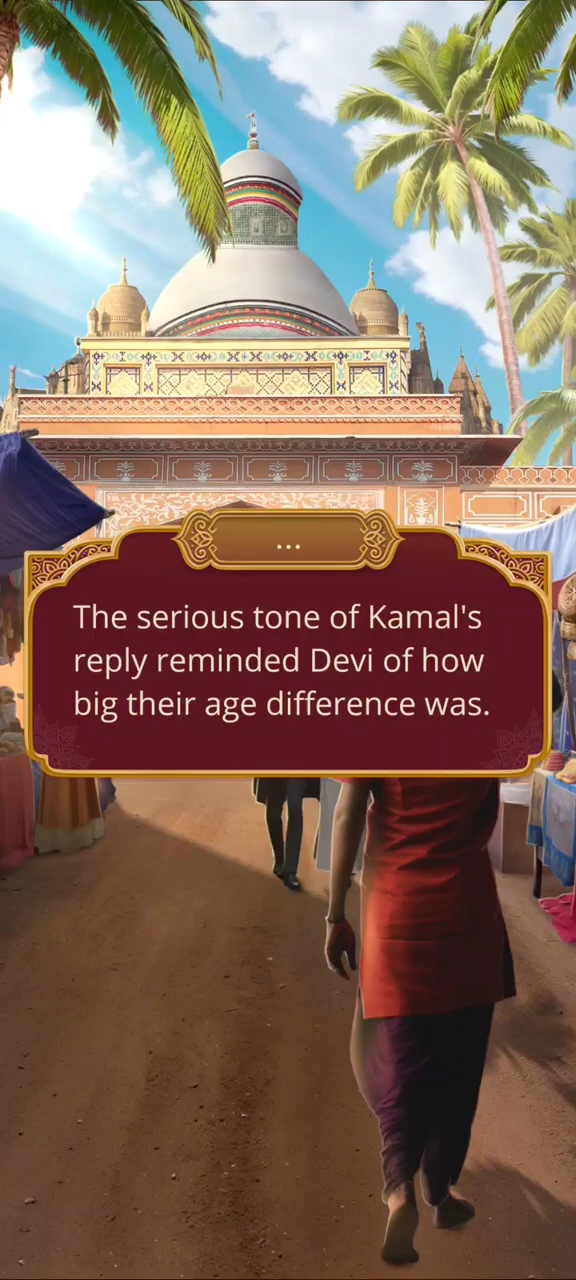 ...
The serious tone of Kamal's
reply reminded Devi of how
big their age difference was.